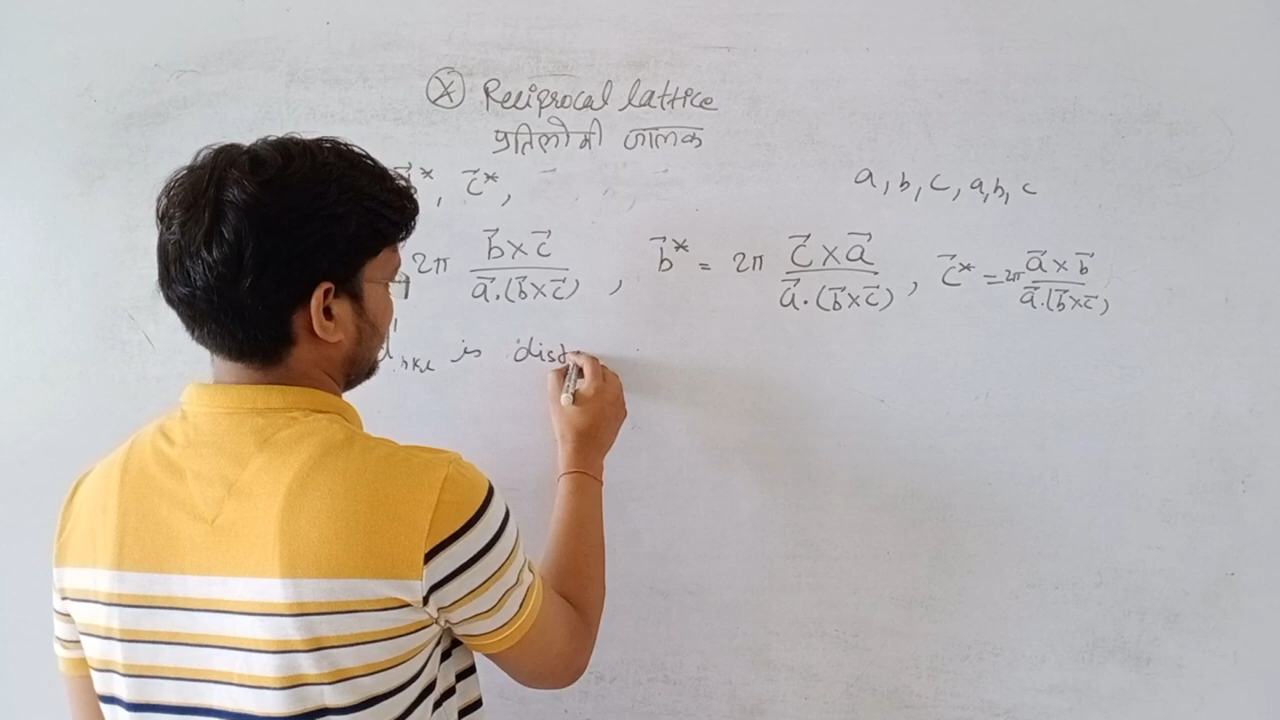 Ⓧ Reciprocal lattice
प्रतिलोमी जालक
b⃗*, c⃗*,
a, b, c, a, b, c
2π (b⃗ × c⃗) / (a⃗.(b⃗×c⃗)) , b⃗* = 2π (c⃗ × a⃗) / (a⃗.(b⃗×c⃗)) , c⃗* = 2π (a⃗ × b⃗) / (a⃗.(b⃗×c⃗))
d hkl is dist